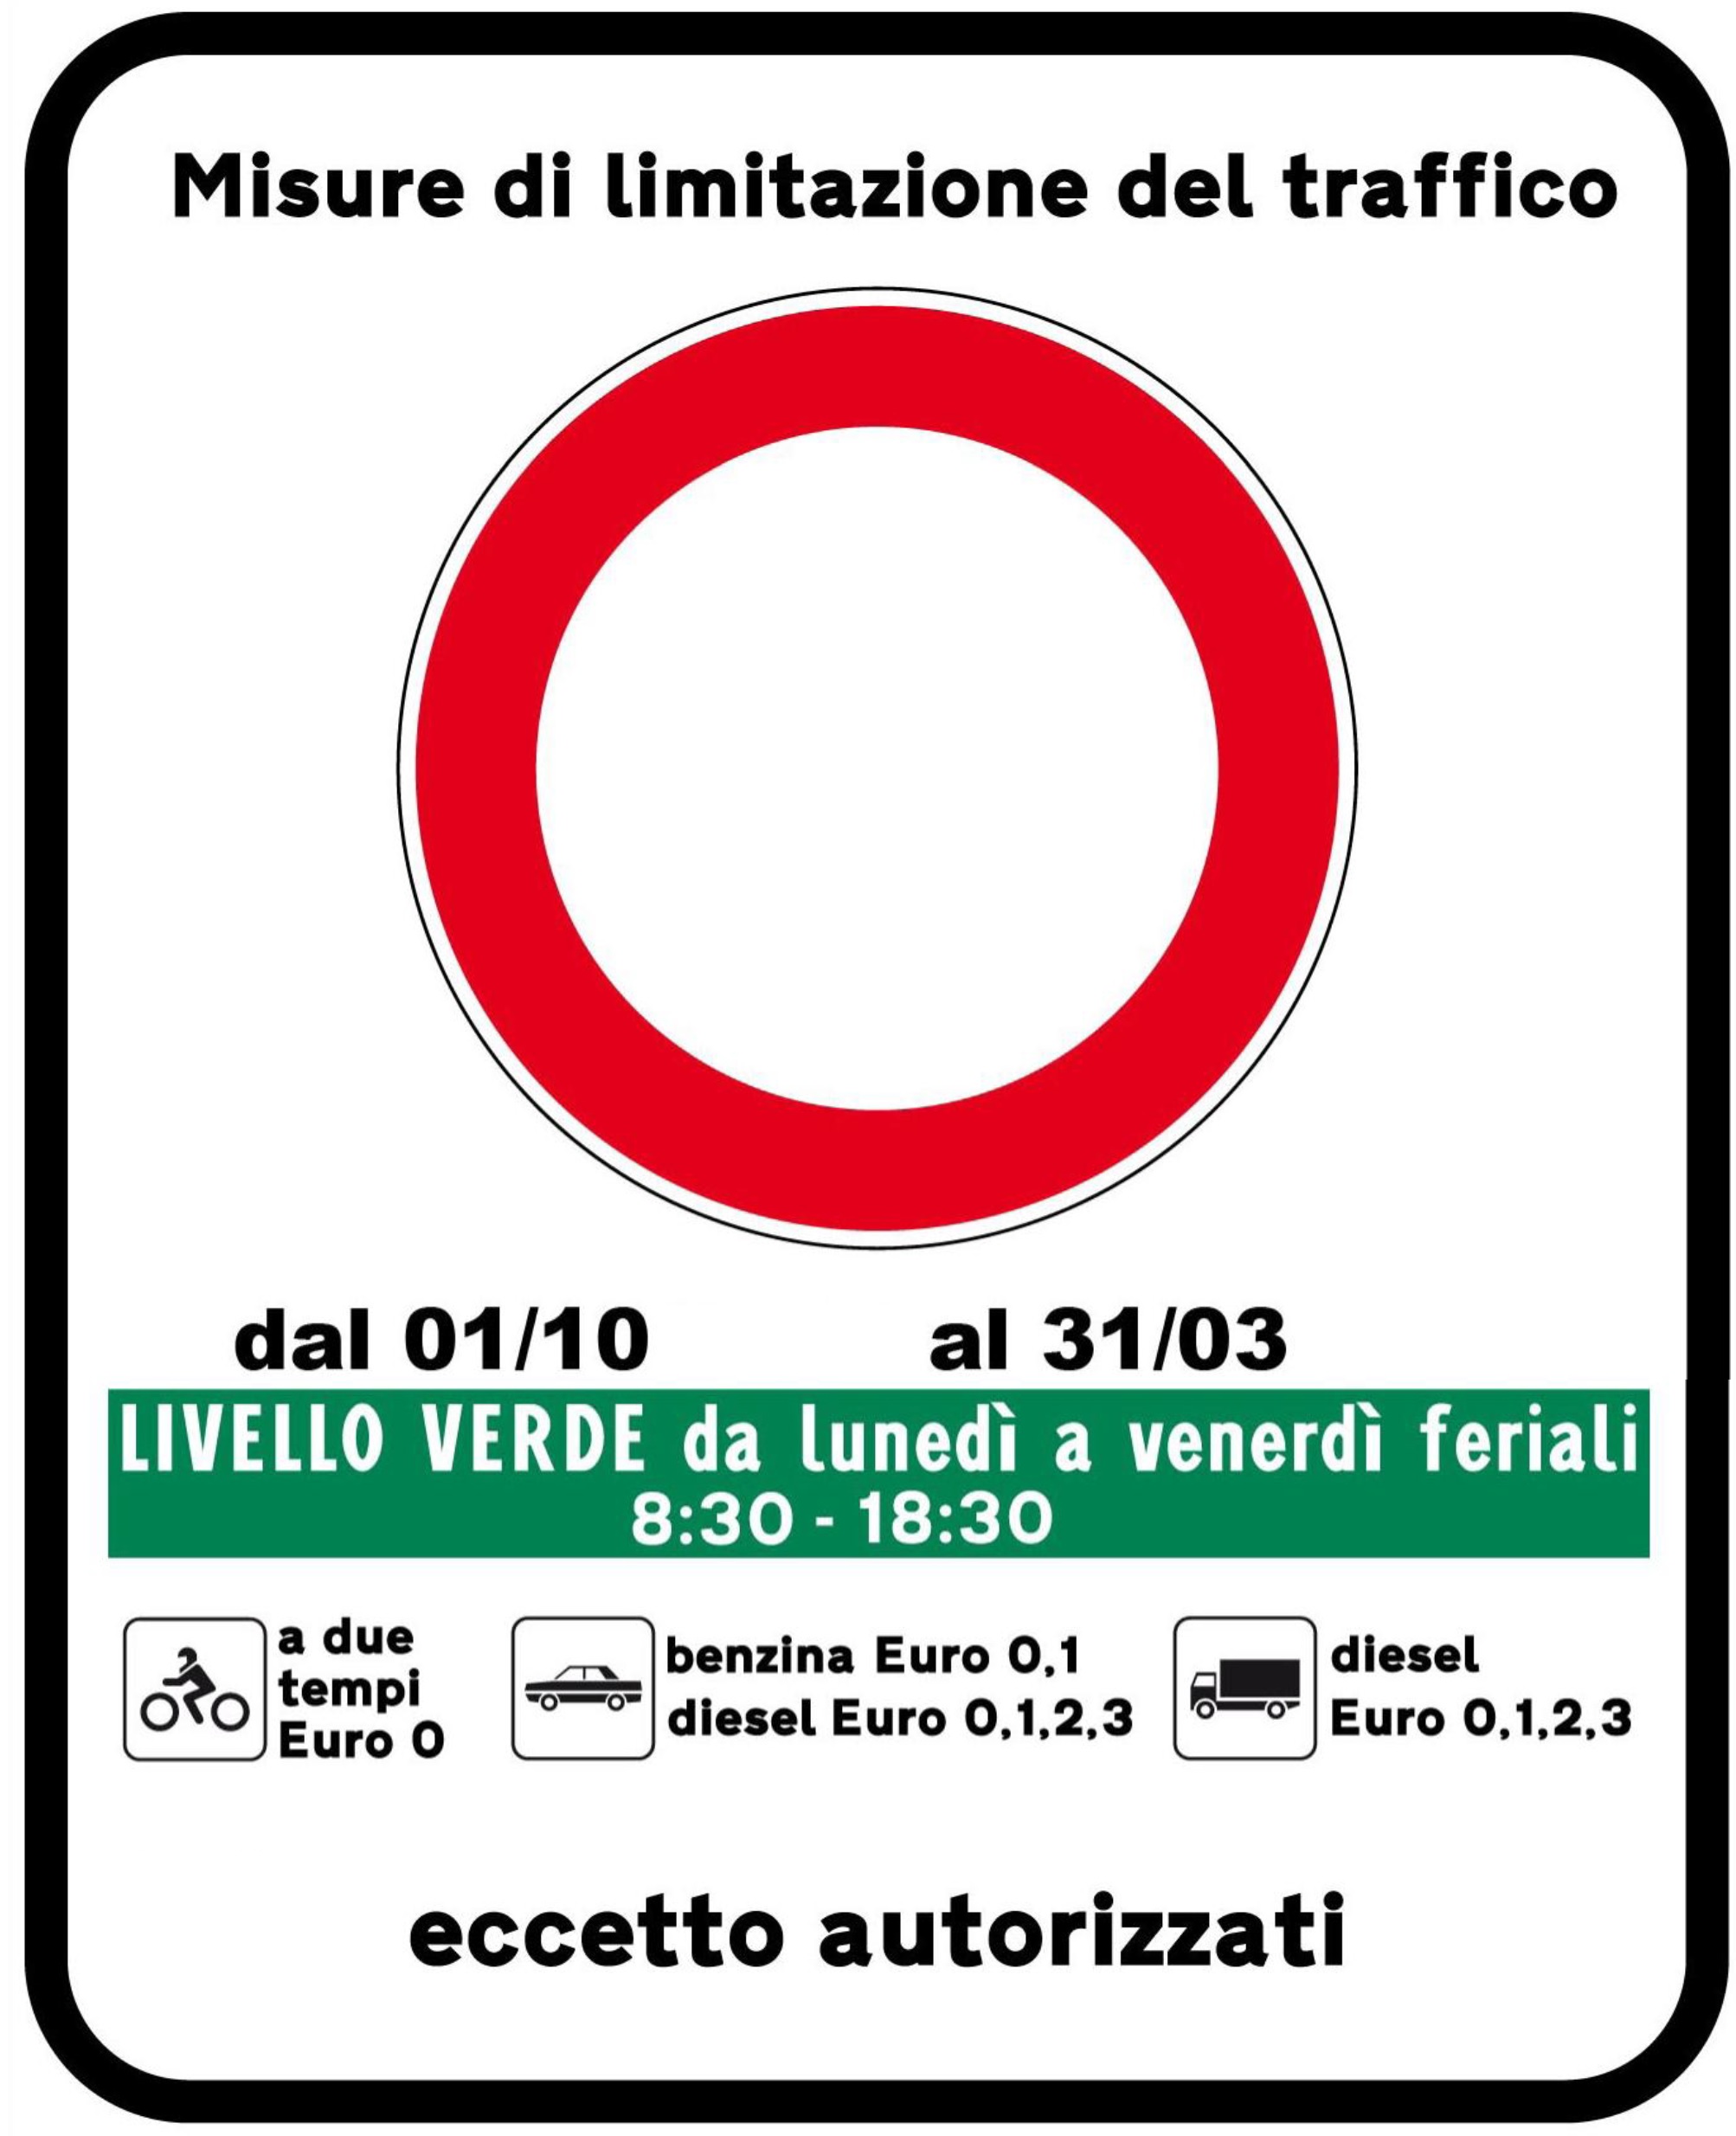 Misure di limitazione del traffico
dal 01/10 al 31/03
LIVELLO VERDE da lunedì a venerdì feriali
8:30 - 18:30
a due
tempi
Euro 0
benzina Euro 0,1
diesel Euro 0,1,2,3
diesel
Euro 0,1,2,3
eccetto autorizzati